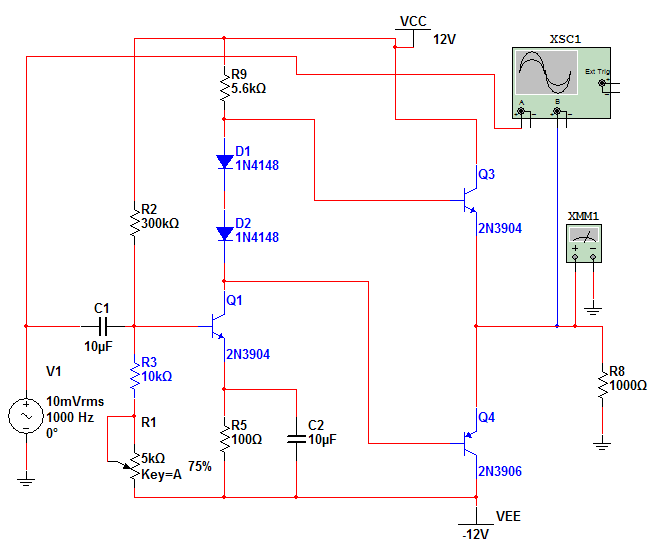 VCC
12V
XSC1
Ext Trig
+
-
A
B
+
-
+
-
R9
5.6kΩ
D1
1N4148
Q3
2N3904
R2
300kΩ
D2
1N4148
XMM1
+
-
Q1
2N3904
C1
10µF
R3
10kΩ
V1
10mVrms
1000 Hz
0°
R1
5kΩ
Key=A
75%
R5
100Ω
C2
10µF
R8
1000Ω
Q4
2N3906
VEE
-12V